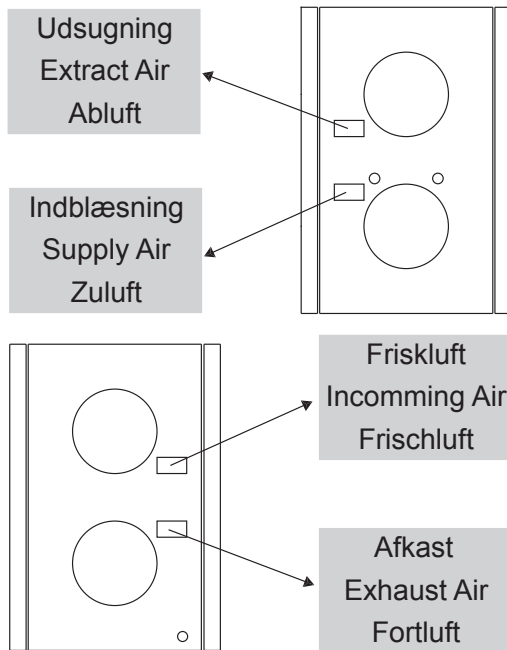 Udsugning
Extract Air
Abluft
Indblæsning
Supply Air
Zuluft
Friskluft
Incomming Air
Frischluft
Afkast
Exhaust Air
Fortluft